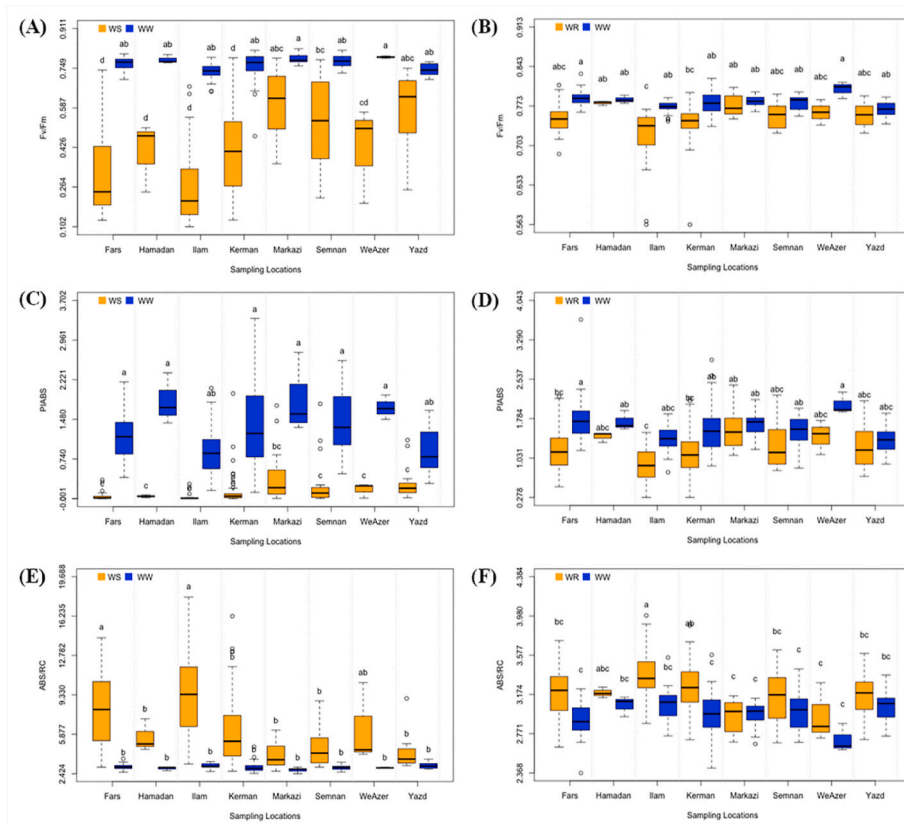 (A)
WS WW
0.911
0.749
0.587
0.426
0.264
0.102
Fv/Fm
d ab d ab d ab d ab abc a bc ab cd a abc ab
Fars Hamadan Ilam Kerman Markazi Semnan WeAzer Yazd
Sampling Locations
(B)
WR WW
0.913
0.843
0.773
0.703
0.633
0.563
Fv/Fm
abc a ab ab c ab bc ab ab ab abc ab abc a abc ab
Fars Hamadan Ilam Kerman Markazi Semnan WeAzer Yazd
Sampling Locations
(C)
WS WW
3.702
2.961
2.221
1.480
0.740
-0.001
PIABS
a c a ab a bc a c a c a c ab
Fars Hamadan Ilam Kerman Markazi Semnan WeAzer Yazd
Sampling Locations
(D)
WR WW
4.043
3.290
2.537
1.784
1.031
0.278
PIABS
bc a abc ab c abc bc ab ab ab abc ab abc a abc abc
Fars Hamadan Ilam Kerman Markazi Semnan WeAzer Yazd
Sampling Locations
(E)
WS WW
19.688
16.235
12.782
9.330
5.877
2.424
ABS/RC
a b b b a b b b b b b ab b b b
Fars Hamadan Ilam Kerman Markazi Semnan WeAzer Yazd
Sampling Locations
(F)
WR WW
4.384
3.980
3.577
3.174
2.771
2.368
ABS/RC
bc c abc bc a bc ab c c c bc c c c bc bc
Fars Hamadan Ilam Kerman Markazi Semnan WeAzer Yazd
Sampling Locations